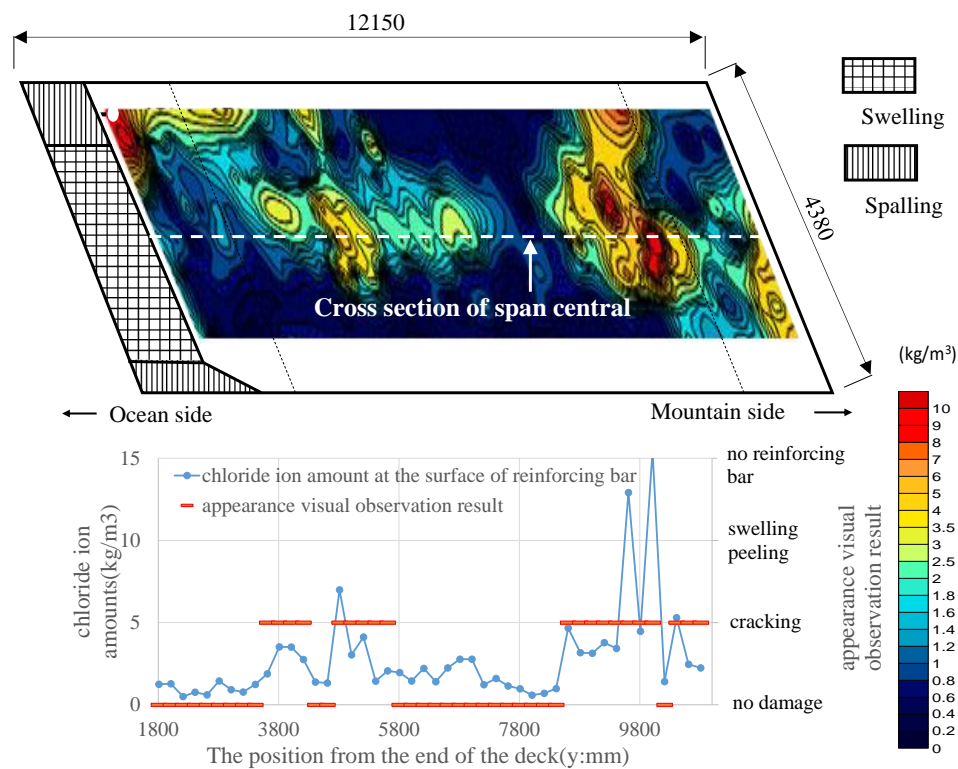 12150
Swelling
Spalling
4380
Cross section of span central
Ocean side
Mountain side
(kg/m³)
10
9
8
7
6
5
4
3.5
3
2.5
2
1.8
1.6
1.4
1.2
1
0.8
0.6
0.4
0.2
0
15
10
5
0
chloride ion amount at the surface of reinforcing bar
appearance visual observation result
chloride ion
amounts(kg/m3)
no reinforcing
bar
swelling
peeling
cracking
no damage
appearance visual
observation result
1800
3800
5800
7800
9800
The position from the end of the deck(y:mm)